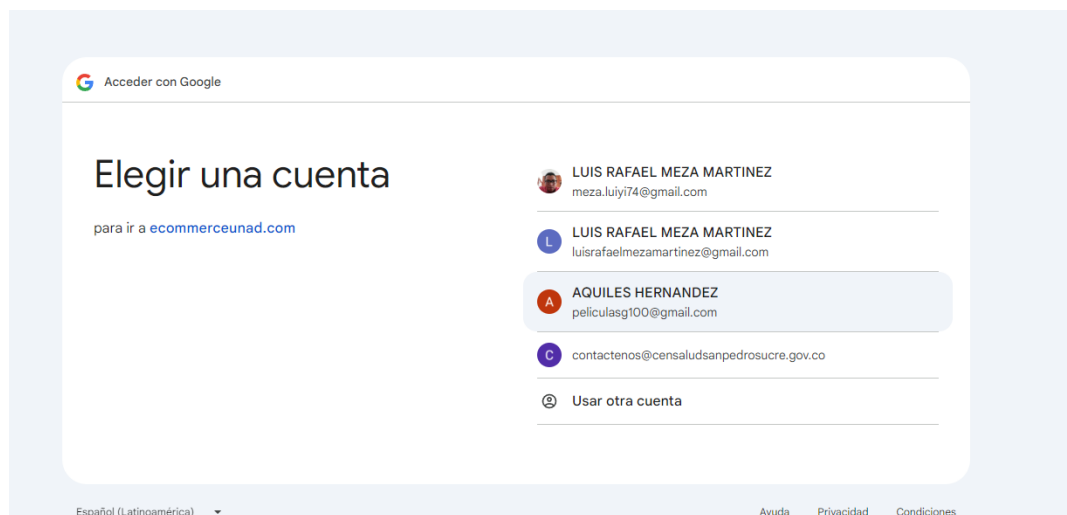 Acceder con Google
Elegir una cuenta
para ir a ecommerceunad.com
LUIS RAFAEL MEZA MARTINEZ
meza.luiyi74@gmail.com
L
LUIS RAFAEL MEZA MARTINEZ
luisrafaelmezamartinez@gmail.com
A
AQUILES HERNANDEZ
peliculasg100@gmail.com
C
contactenos@censaludsanpedrosucre.gov.co
Usar otra cuenta
Español (Latinoamérica)
Ayuda Privacidad Condiciones